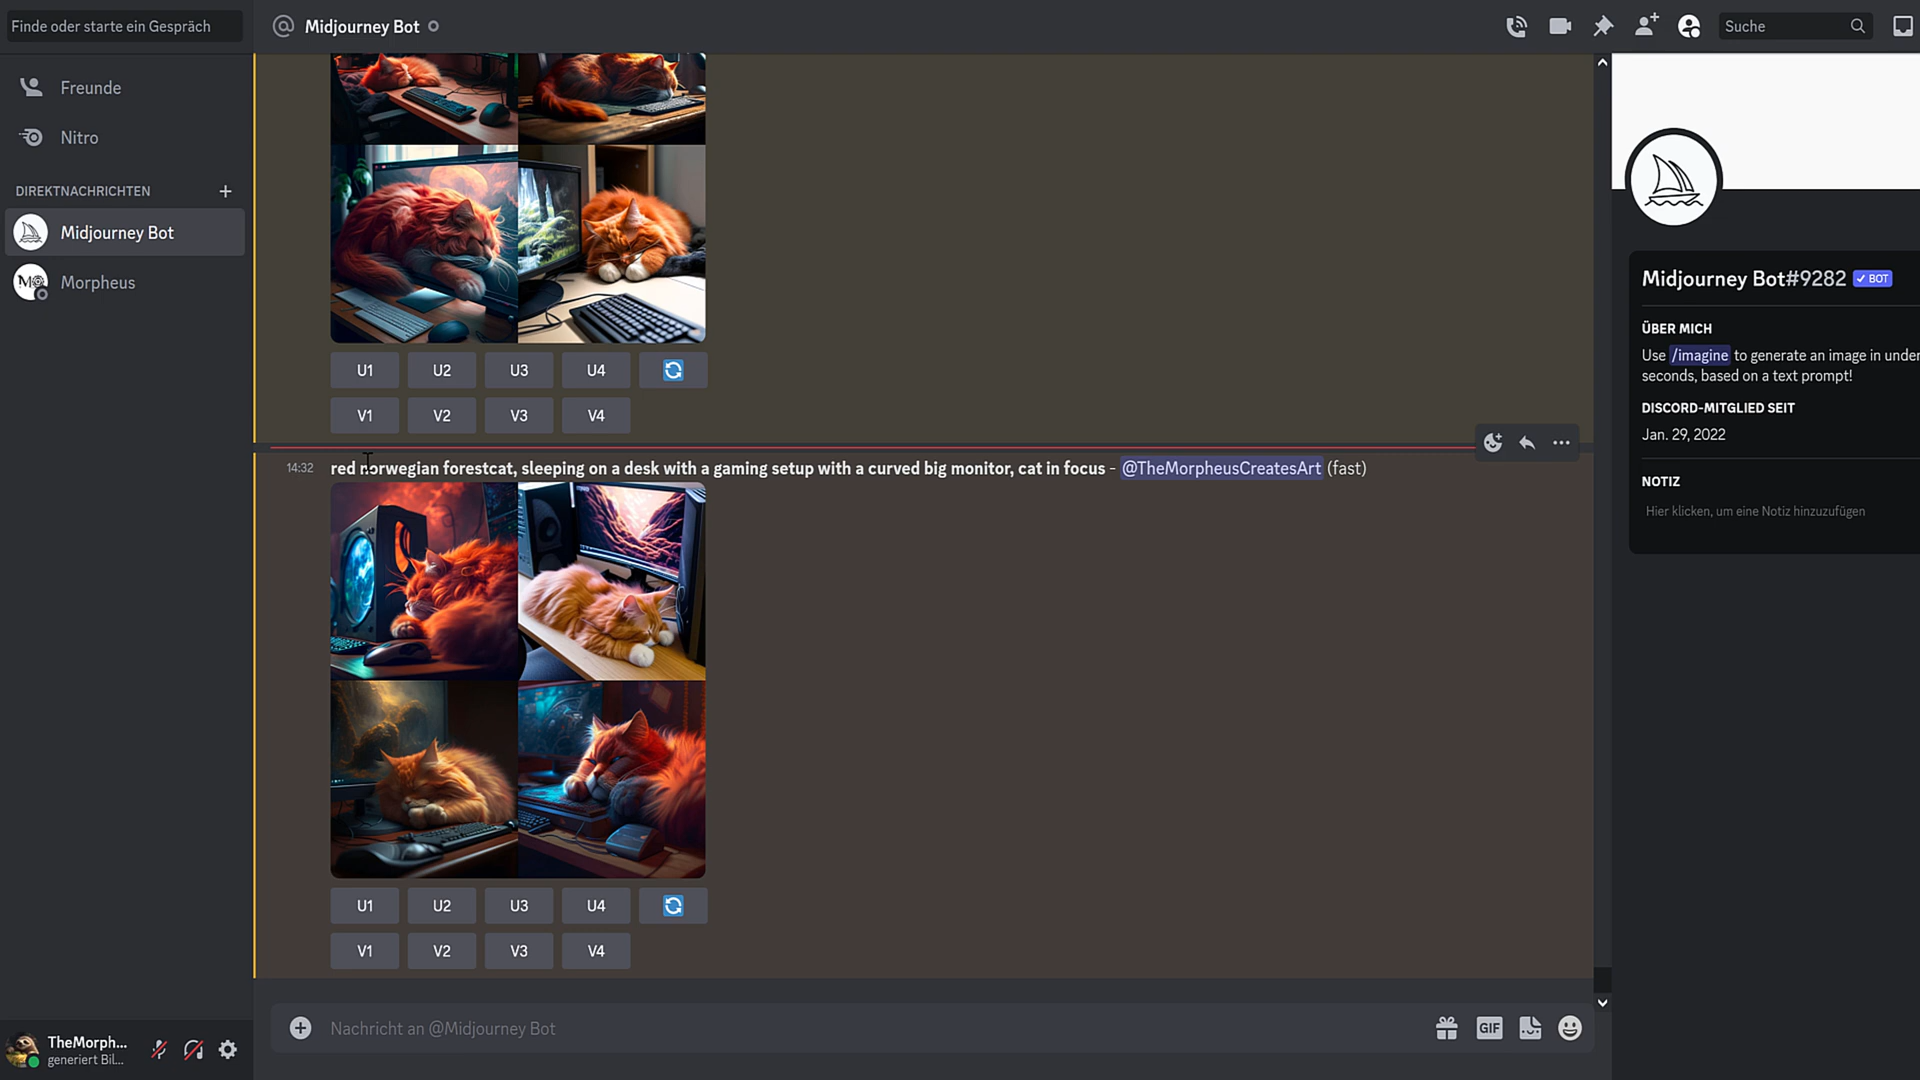 Finde oder starte ein Gespräch
Midjourney Bot
Suche
Freunde
Nitro
DIREKTNACHRICHTEN
Midjourney Bot
Morpheus
U1 U2 U3 U4
V1 V2 V3 V4
14:32 red norwegian forestcat, sleeping on a desk with a gaming setup with a curved big monitor, cat in focus - @TheMorpheusCreatesArt (fast)
U1 U2 U3 U4
V1 V2 V3 V4
Nachricht an @Midjourney Bot
GIF
TheMorph...
generiert Bil...
Midjourney Bot#9282 BOT
ÜBER MICH
Use /imagine to generate an image in under
seconds, based on a text prompt!
DISCORD-MITGLIED SEIT
Jan. 29, 2022
NOTIZ
Hier klicken, um eine Notiz hinzuzufügen